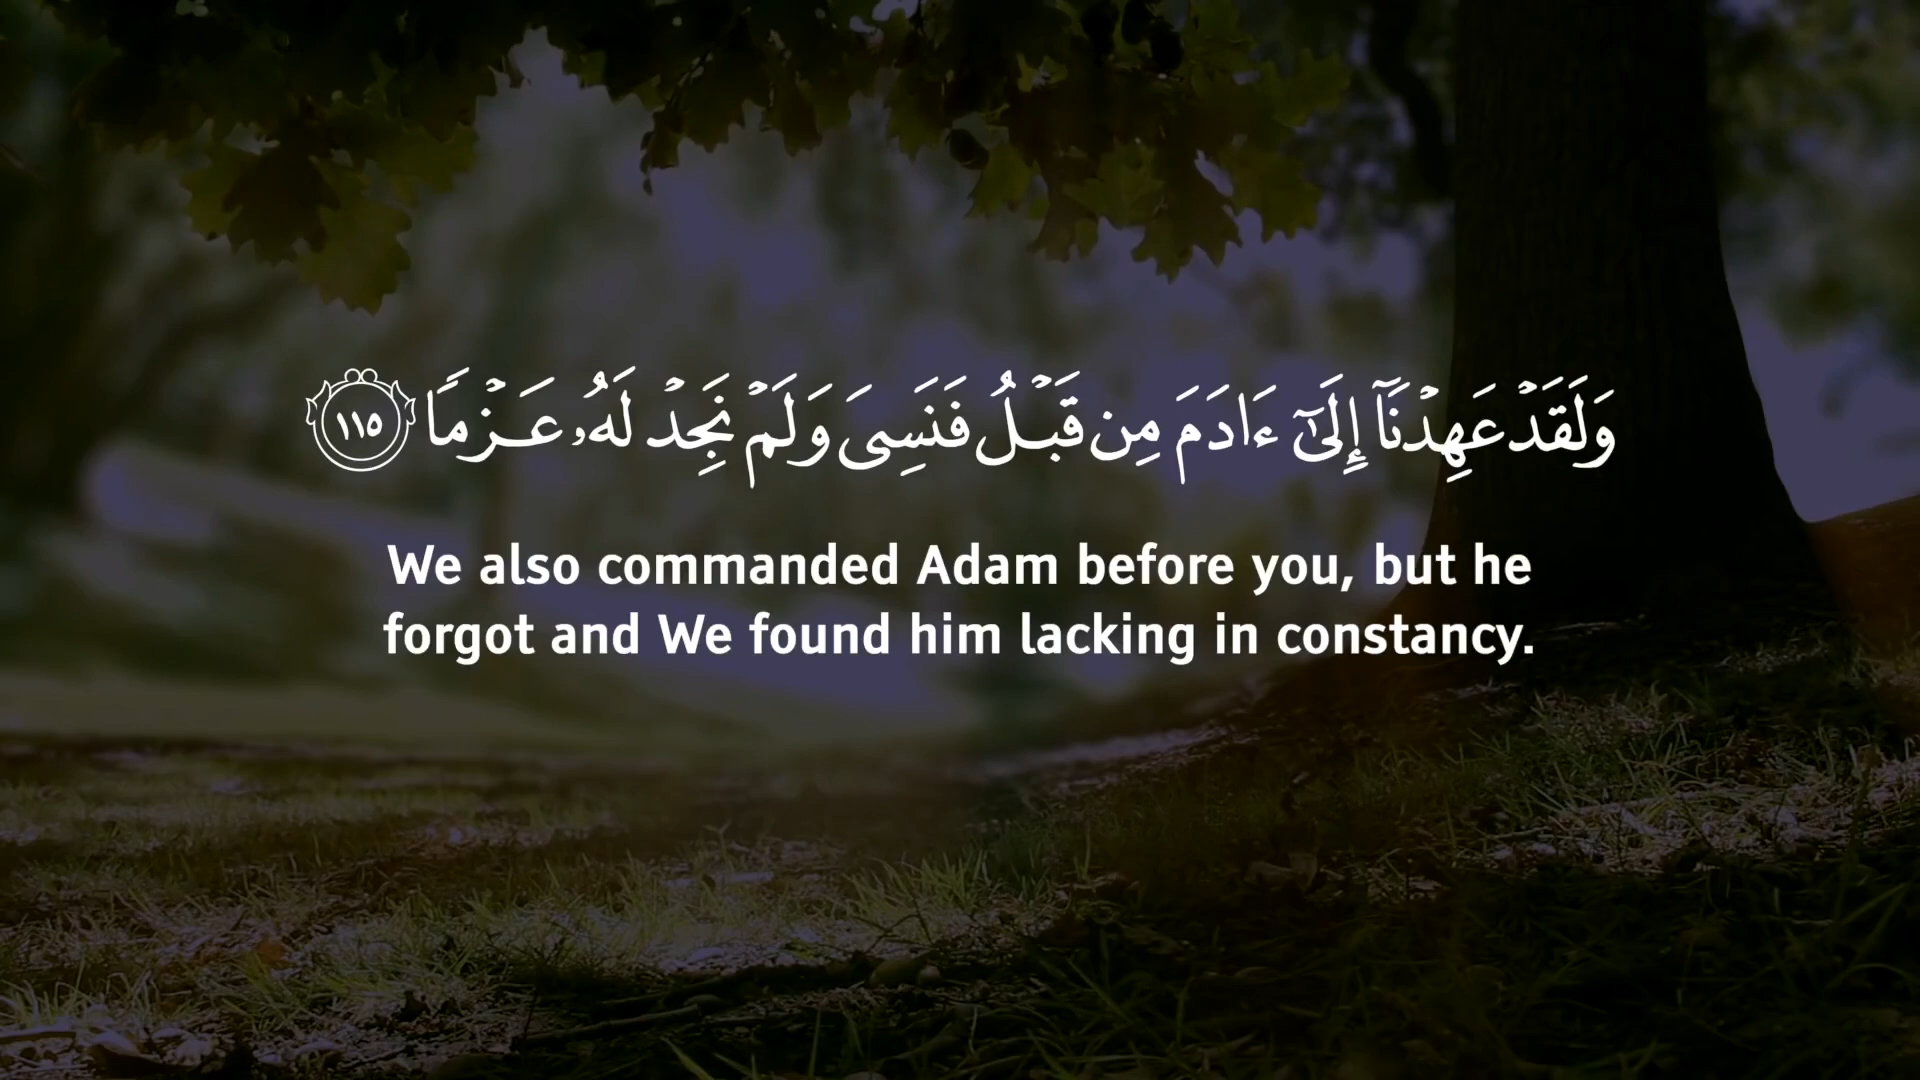 وَلَقَدْ عَهِدْنَآ إِلَىٰٓ ءَادَمَ مِن قَبْلُ فَنَسِىَ وَلَمْ نَجِدْ لَهُۥ عَزْمًا ١١٥
We also commanded Adam before you, but he
forgot and We found him lacking in constancy.